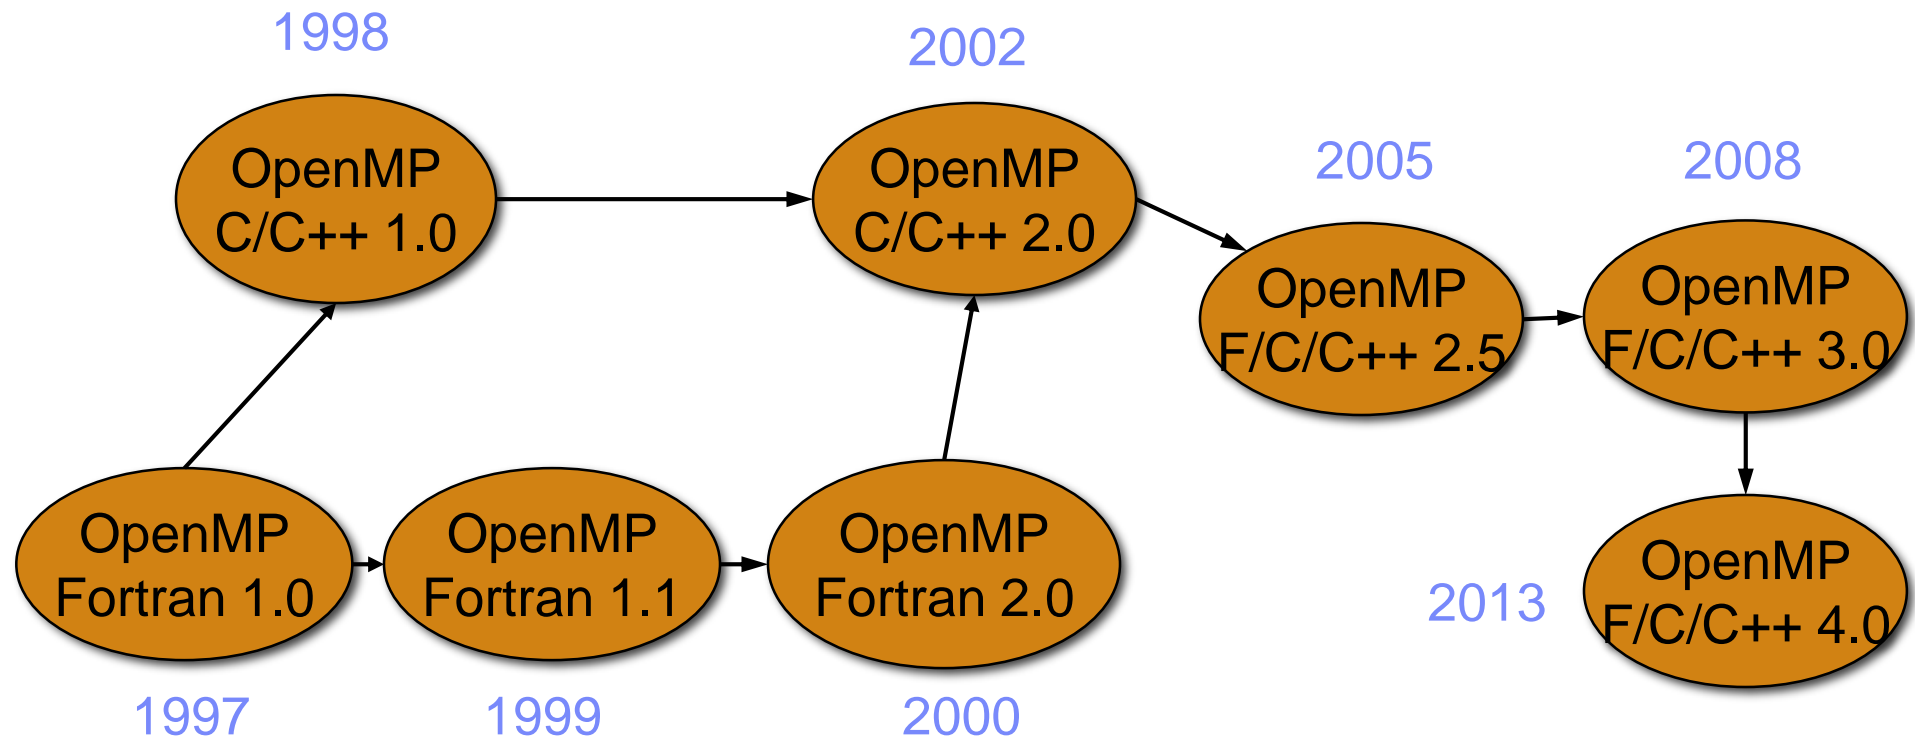 1998
2002
OpenMP
C/C++ 1.0
OpenMP
C/C++ 2.0
2005
2008
OpenMP
F/C/C++ 2.5
OpenMP
F/C/C++ 3.0
OpenMP
Fortran 1.0
OpenMP
Fortran 1.1
OpenMP
Fortran 2.0
2013
OpenMP
F/C/C++ 4.0
1997
1999
2000